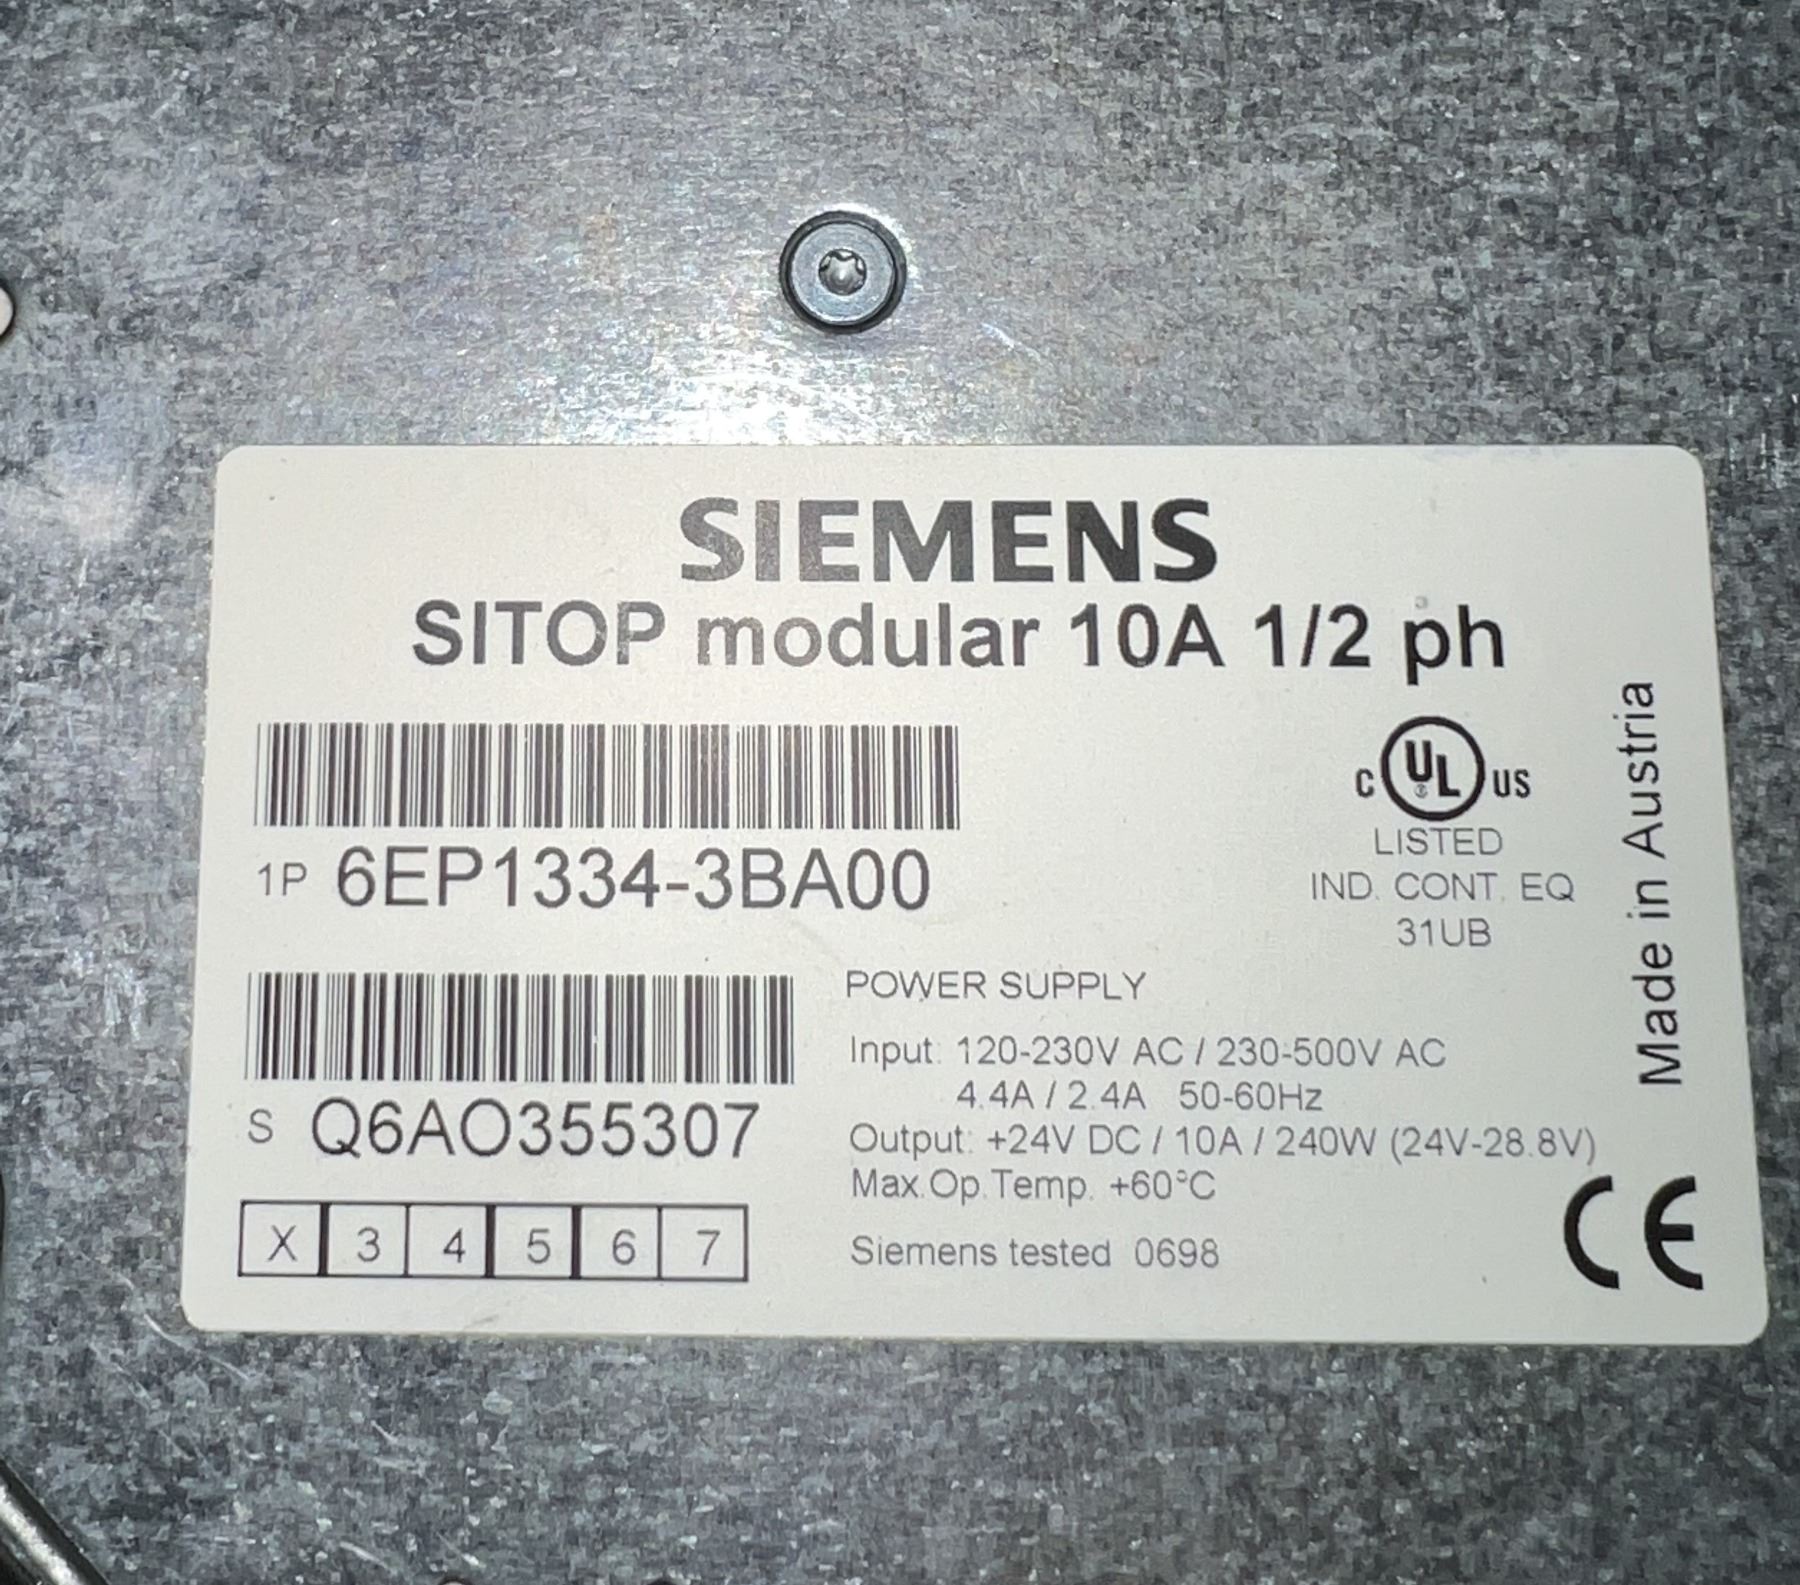 SIEMENS
SITOP modular 10A 1/2 ph
1P 6EP1334-3BA00
C UL® US
LISTED
IND. CONT. EQ
31UB
Made in Austria
S Q6AO355307
X 3 4 5 6 7
POWER SUPPLY
Input: 120-230V AC / 230-500V AC
4.4A / 2.4A 50-60Hz
Output: +24V DC / 10A / 240W (24V-28.8V)
Max.Op.Temp. +60°C
Siemens tested 0698
CE